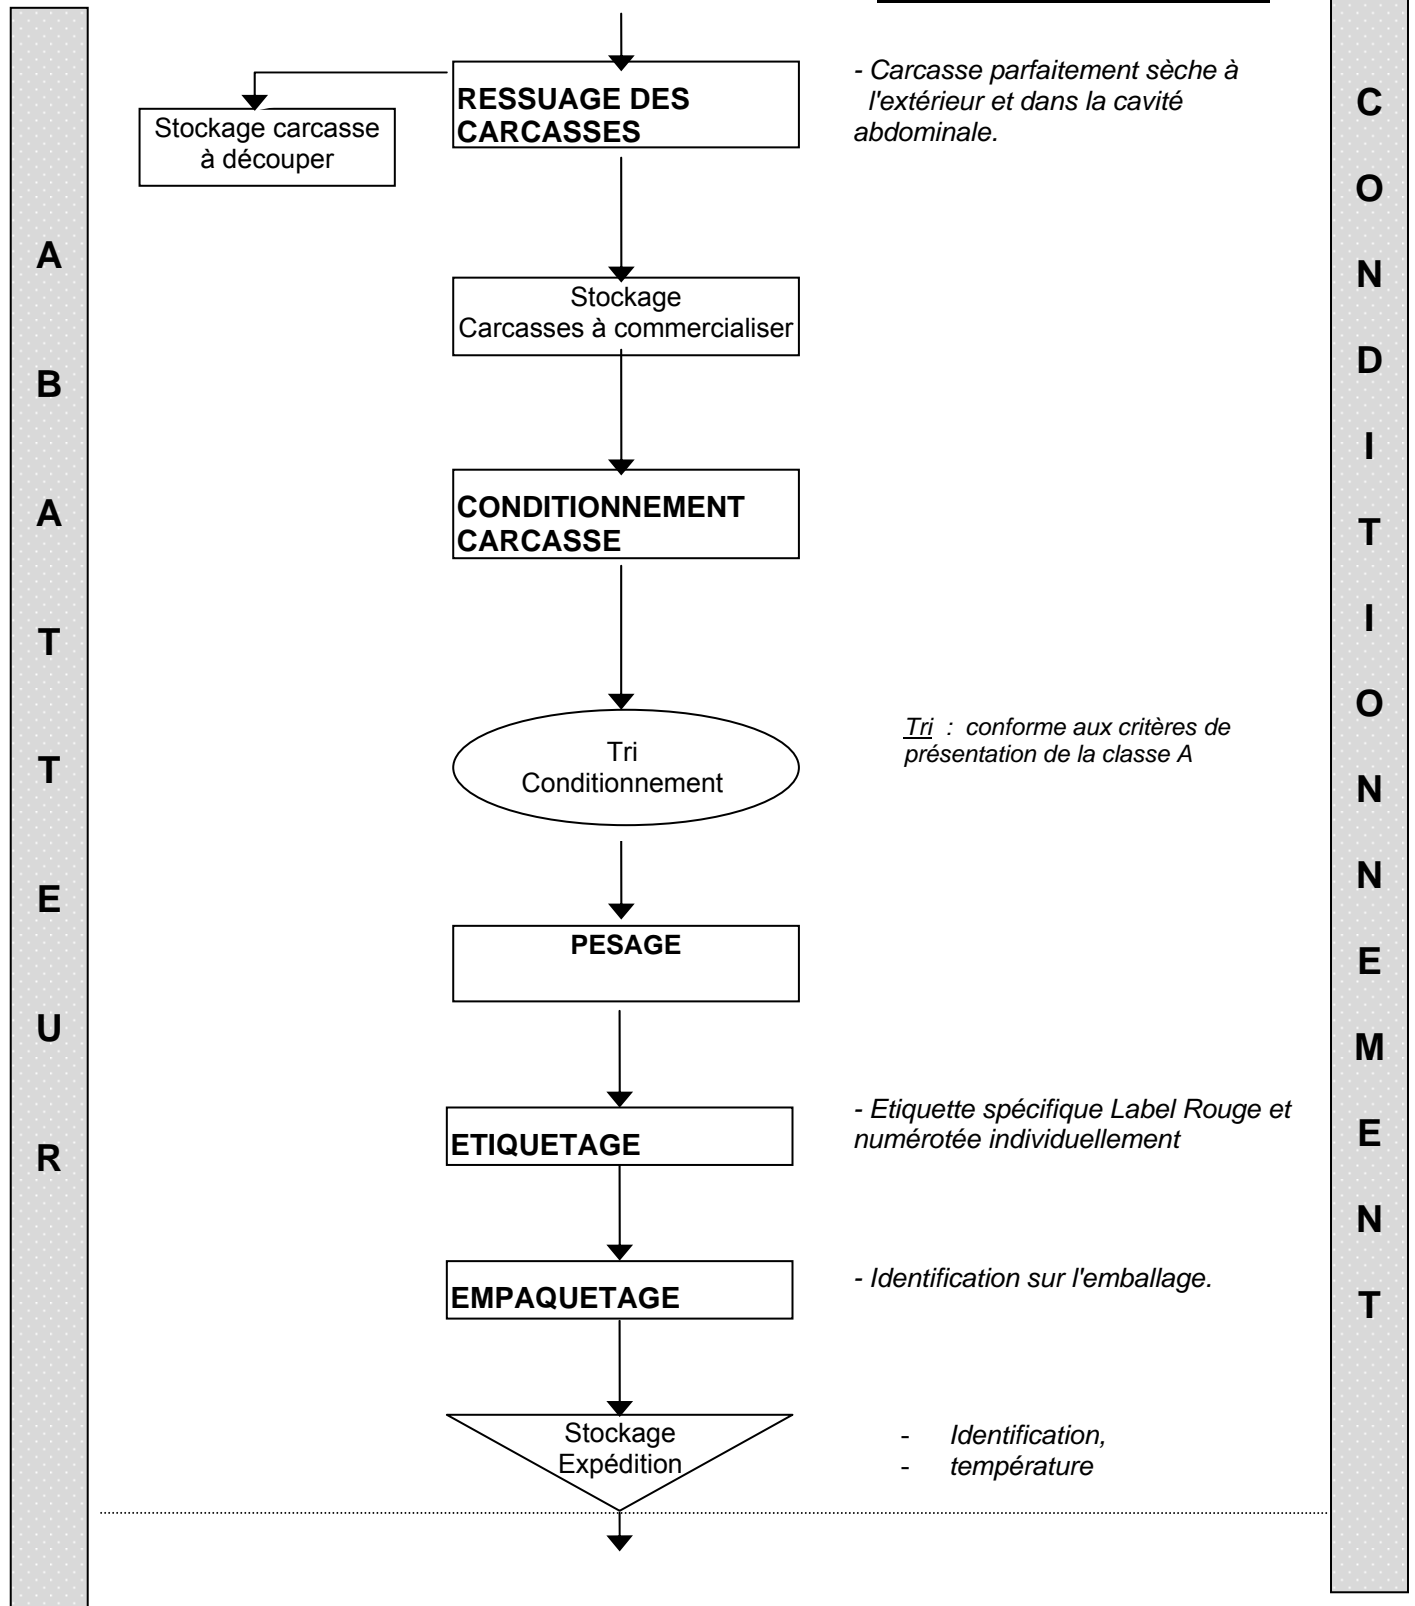 RESSUAGE DES
CARCASSES
- Carcasse parfaitement sèche à
l'extérieur et dans la cavité
abdominale.
Stockage carcasse
à découper
Stockage
Carcasses à commercialiser
CONDITIONNEMENT
CARCASSE
Tri
Conditionnement
Tri : conforme aux critères de
présentation de la classe A
PESAGE
ETIQUETAGE
- Etiquette spécifique Label Rouge et
numérotée individuellement
EMPAQUETAGE
- Identification sur l'emballage.
Stockage
Expédition
- Identification,
- température
A
B
A
T
T
E
U
R
C
O
N
D
I
T
I
O
N
N
E
M
E
N
T